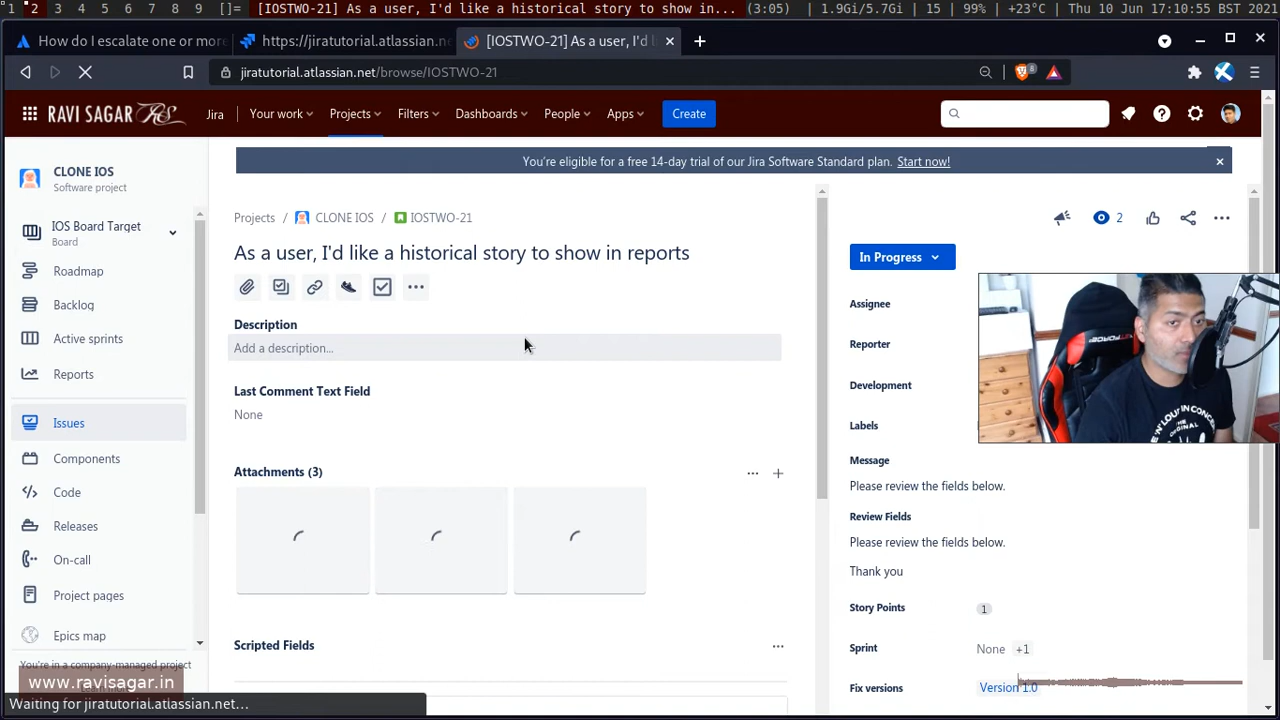 1 2 3 4 5 6 7 8 9 []= [IOSTWO-21] As a user, I'd like a historical story to show in... (3:05) | 1.9Gi/5.7Gi | 15 | 99% | +23°C | Thu 10 Jun 17:10:55 BST 2021
How do I escalate one or more
https://jiratutorial.atlassian.n
[IOSTWO-21] As a user, I'd l
jiratutorial.atlassian.net/browse/IOSTWO-21
8
RAVI SAGAR RS
Jira
Your work
Projects
Filters
Dashboards
People
Apps
Create
You're eligible for a free 14-day trial of our Jira Software Standard plan. Start now!
CLONE IOS
Software project
IOS Board Target
Board
Roadmap
Backlog
Active sprints
Reports
Issues
Components
Code
Releases
On-call
Project pages
Epics map
You're in a company-managed project
www.ravisagar.in
Waiting for jiratutorial.atlassian.net...
Projects / CLONE IOS / IOSTWO-21
As a user, I'd like a historical story to show in reports
Description
Add a description...
Last Comment Text Field
None
Attachments (3)
Scripted Fields
2
In Progress
Assignee
Reporter
Development
Labels
Message
Please review the fields below.
Review Fields
Please review the fields below.
Thank you
Story Points 1
Sprint None +1
Fix versions Version 1.0